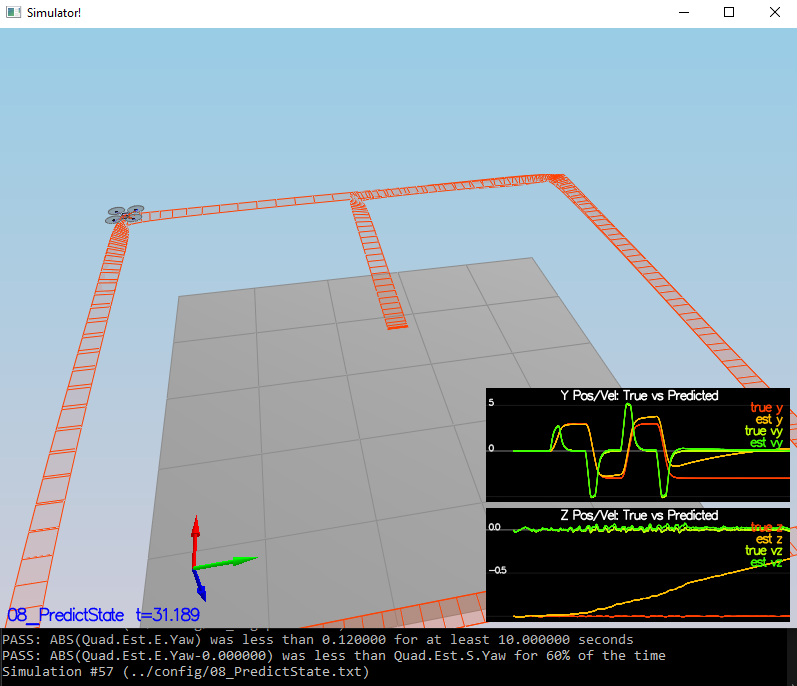 Simulator!
Y Pos/Vel: True vs Predicted
5
true y
est y
true vy
0
est vy
Z Pos/Vel: True vs Predicted
0.0
true z
est z
true vz
est vz
-0.5
08_PredictState t=31.189
PASS: ABS(Quad.Est.E.Yaw) was less than 0.120000 for at least 10.000000 seconds
PASS: ABS(Quad.Est.E.Yaw-0.000000) was less than Quad.Est.S.Yaw for 60% of the time
Simulation #57 (../config/08_PredictState.txt)